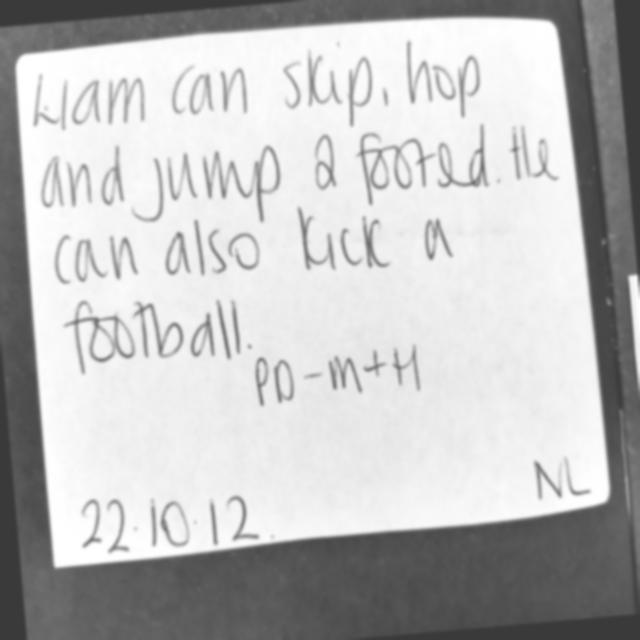 Liam can skip, hop
and jump 2 footed. He
can also kick a
football.
PD-M+H
22.10.12.
NL